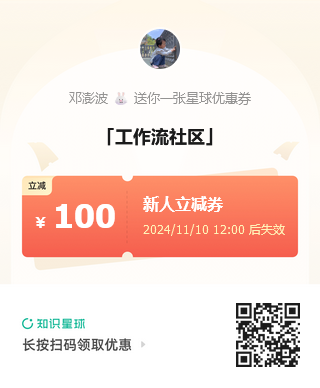 邓澎波 🐰 送你一张星球优惠券
「工作流社区」
立减
¥ 100
新人立减券
2024/11/10 12:00 后失效
知识星球
长按扫码领取优惠